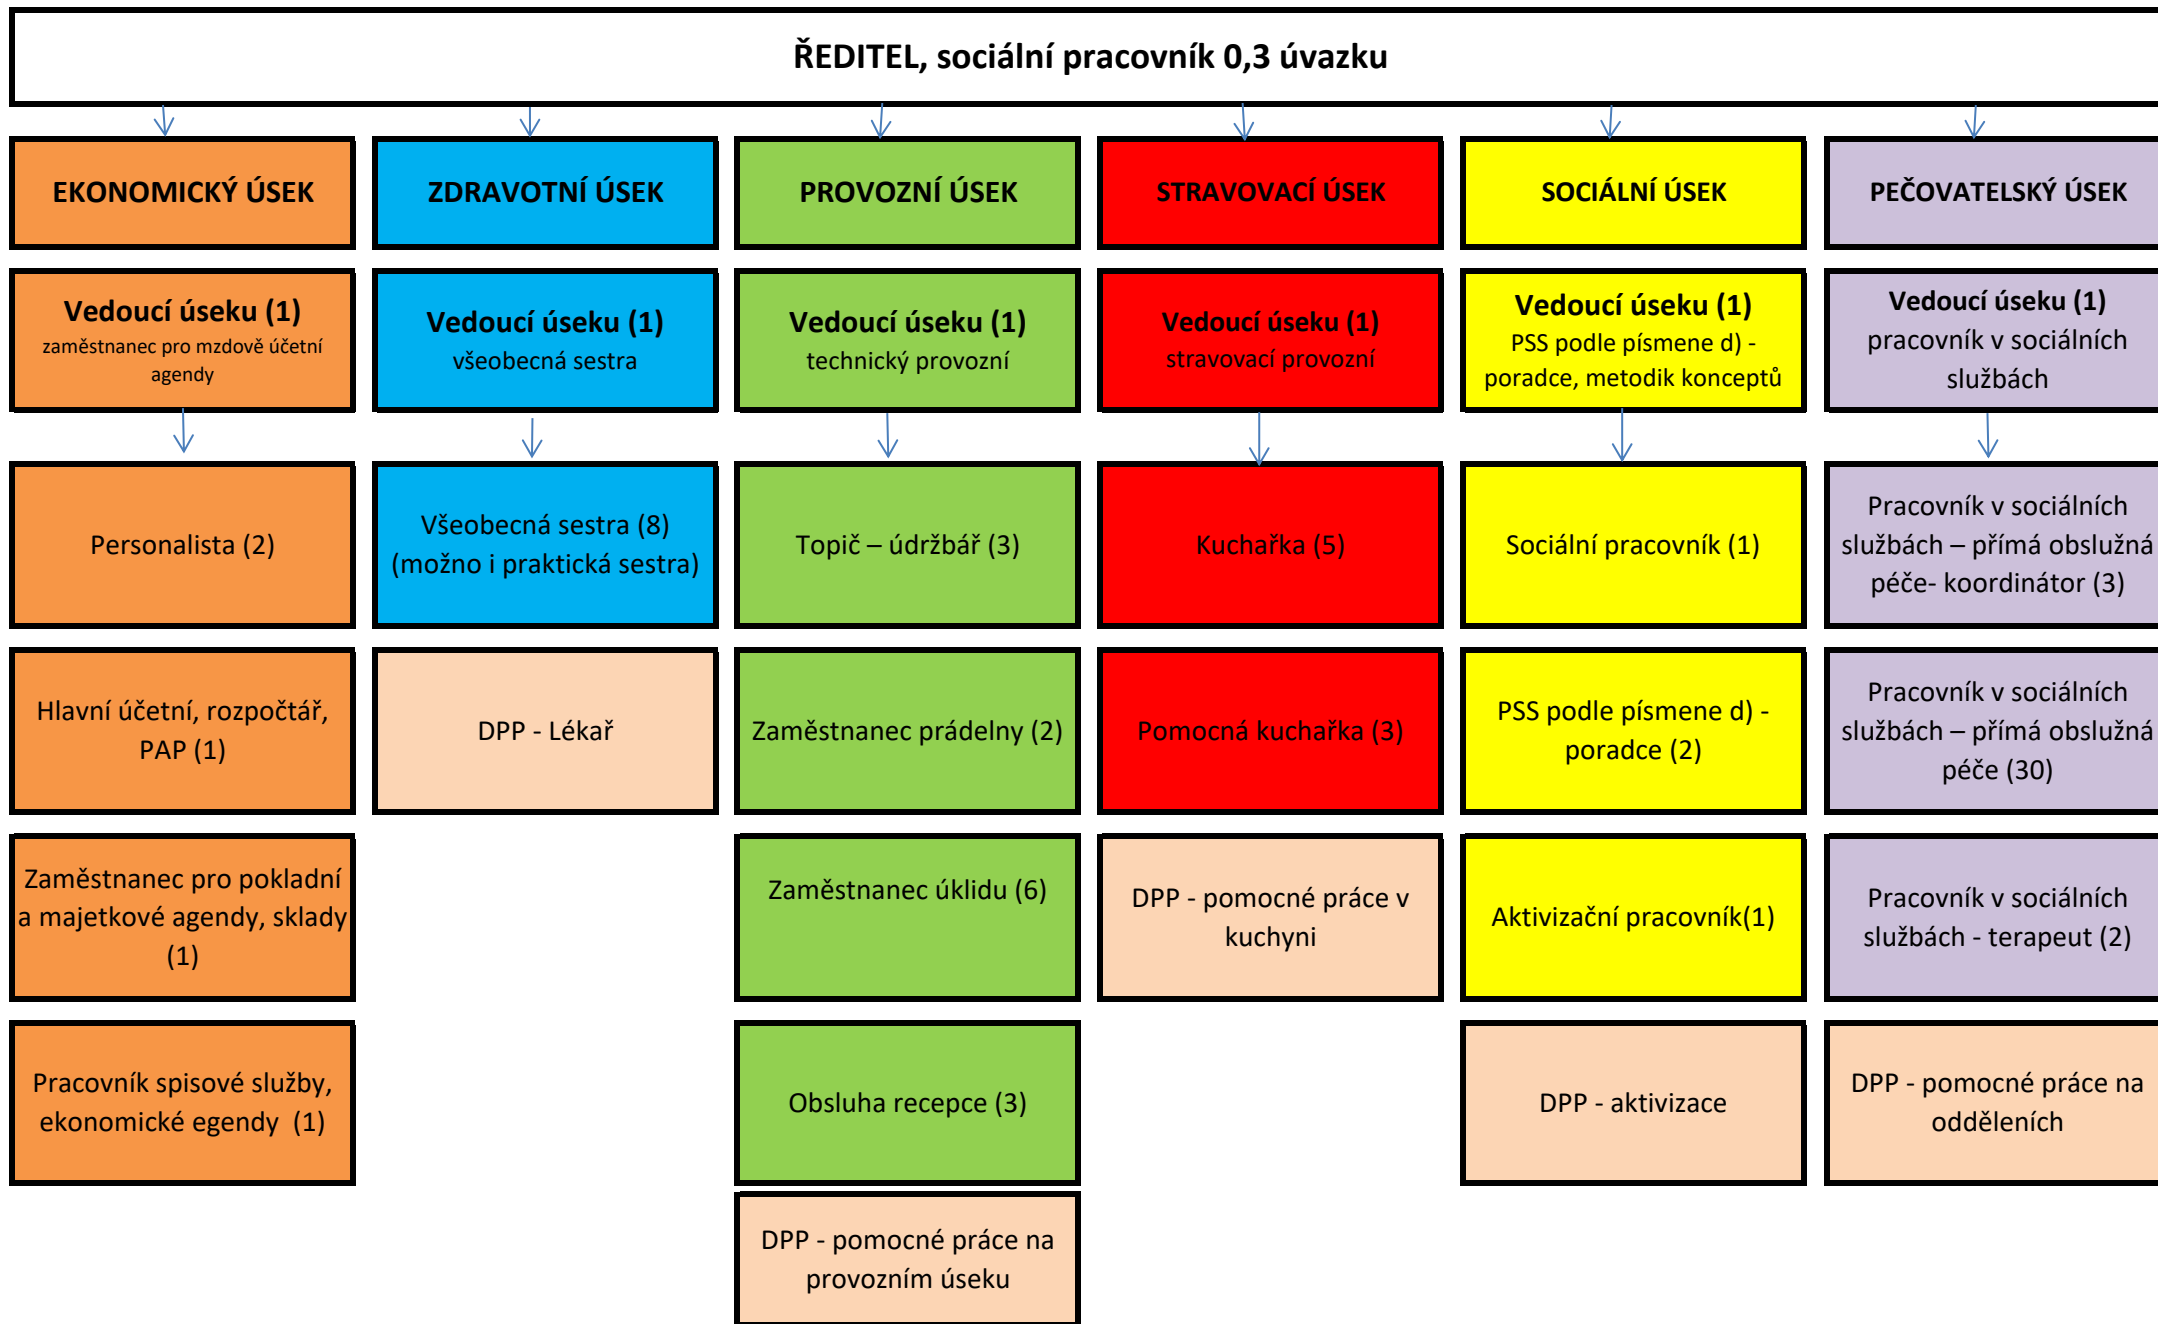 ŘEDITEL, sociální pracovník 0,3 úvazku
EKONOMICKÝ ÚSEK
ZDRAVOTNÍ ÚSEK
PROVOZNÍ ÚSEK
STRAVOVACÍ ÚSEK
SOCIÁLNÍ ÚSEK
PEČOVATELSKÝ ÚSEK
Vedoucí úseku (1)
zaměstnanec pro mzdově účetní
agendy
Vedoucí úseku (1)
všeobecná sestra
Vedoucí úseku (1)
technický provozní
Vedoucí úseku (1)
stravovací provozní
Vedoucí úseku (1)
PSS podle písmene d) -
poradce, metodik konceptů
Vedoucí úseku (1)
pracovník v sociálních
službách
Personalista (2)
Všeobecná sestra (8)
(možno i praktická sestra)
Topič – údržbář (3)
Kuchařka (5)
Sociální pracovník (1)
Pracovník v sociálních
službách – přímá obslužná
péče- koordinátor (3)
Hlavní účetní, rozpočtář,
PAP (1)
DPP - Lékař
Zaměstnanec prádelny (2)
Pomocná kuchařka (3)
PSS podle písmene d) -
poradce (2)
Pracovník v sociálních
službách – přímá obslužná
péče (30)
Zaměstnanec pro pokladní
a majetkové agendy, sklady
(1)
Zaměstnanec úklidu (6)
DPP - pomocné práce v
kuchyni
Aktivizační pracovník(1)
Pracovník v sociálních
službách - terapeut (2)
Pracovník spisové služby,
ekonomické egendy (1)
Obsluha recepce (3)
DPP - aktivizace
DPP - pomocné práce na
odděleních
DPP - pomocné práce na
provozním úseku